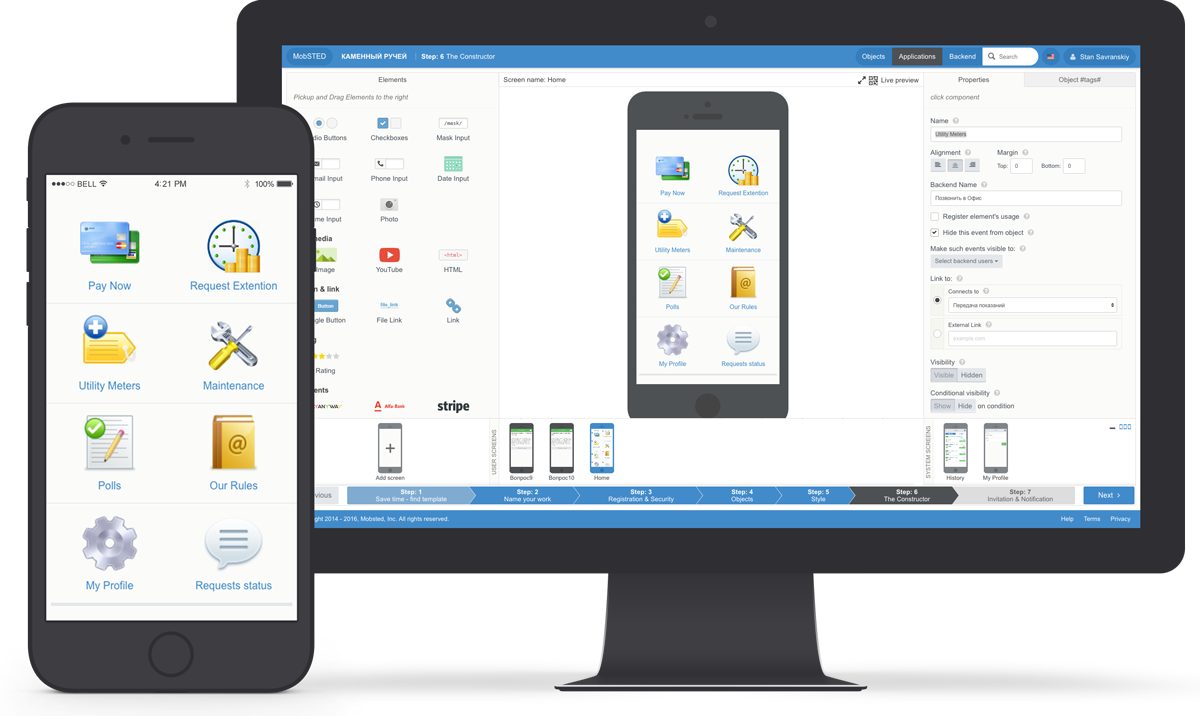 ●●●○○ BELL 4:21 PM 100%
Pay Now Request Extention
Utility Meters Maintenance
Polls Our Rules
My Profile Requests status
MobSTED КАМЕННЫЙ РУЧЕЙ Step: 6 The Constructor Objects Applications Backend Search Stan Savranskiy
Elements
Pickup and Drag Elements to the right
dio Buttons Checkboxes /mask/ Mask Input
mail Input Phone Input Date Input
me Input Photo
media
Image YouTube <html> HTML
n & link
Button file_link
gle Button File Link Link
g
Rating
ents
ANYWAY Alfa Bank stripe
Screen name: Home Live preview
Pay Now Request Extention
Utility Meters Maintenance
Polls Our Rules
My Profile Requests status
Properties Object #tags#
click component
Name
Utility Meters
Alignment Margin
Top: 0 Bottom: 0
Backend Name
Позвонить в Офис
Register element's usage
Hide this event from object
Make such events visible to:
Select backend users
Link to:
Connects to
Передача показаний
External Link
example.com
Visibility
Visible Hidden
Conditional visibility
Show Hide on condition
Add screen
USER SCREENS
Вопрос9 Вопрос10 Home
SYSTEM SCREENS
History My Profile
vious
Step: 1
Save time - find template
Step: 2
Name your work
Step: 3
Registration & Security
Step: 4
Objects
Step: 5
Style
Step: 6
The Constructor
Step: 7
Invitation & Notification
Next
ght 2014 - 2016, Mobsted, Inc. All rights reserved. Help Terms Privacy